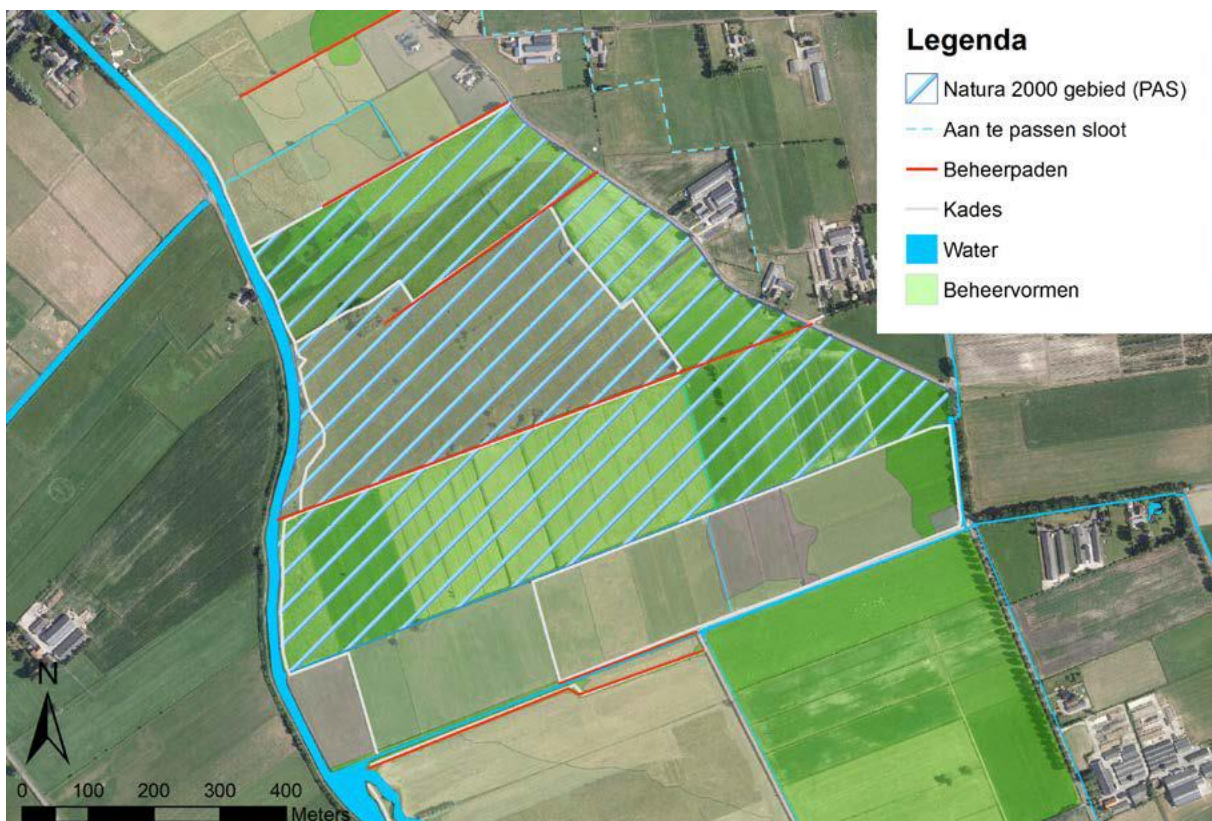 Legenda
Natura 2000 gebied (PAS)
Aan te passen sloot
Beheerpaden
Kades
Water
Beheervormen
N
0 100 200 300 400
Meters